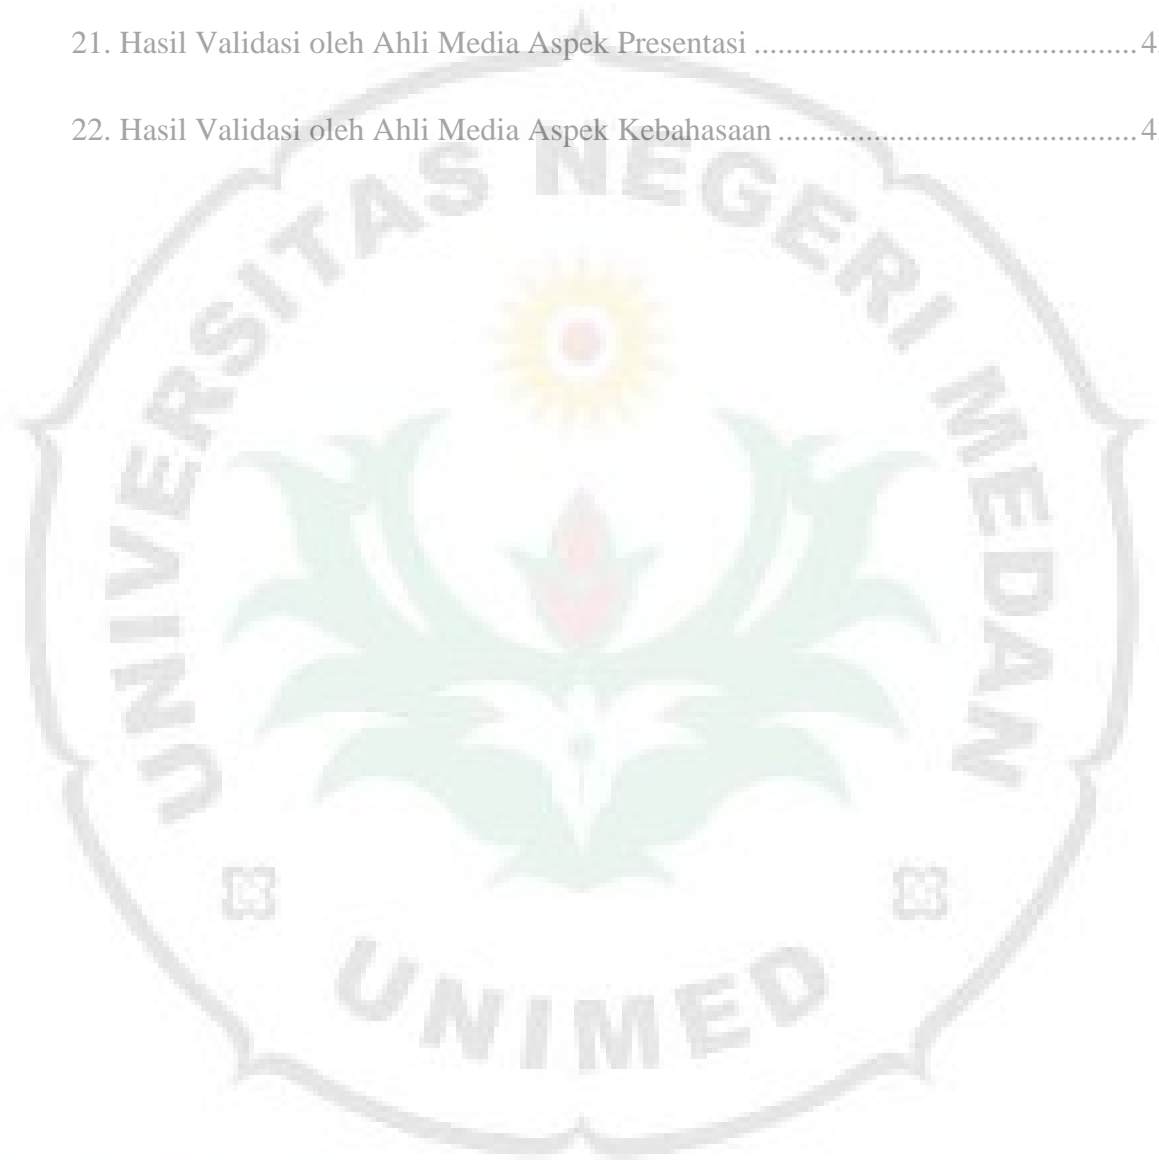 21. Hasil Validasi oleh Ahli Media Aspek Presentasi ......................................... 4
22. Hasil Validasi oleh Ahli Media Aspek Kebahasaan ...................................... 4
UNIVERSITAS NEGERI MEDAN
UNIMED